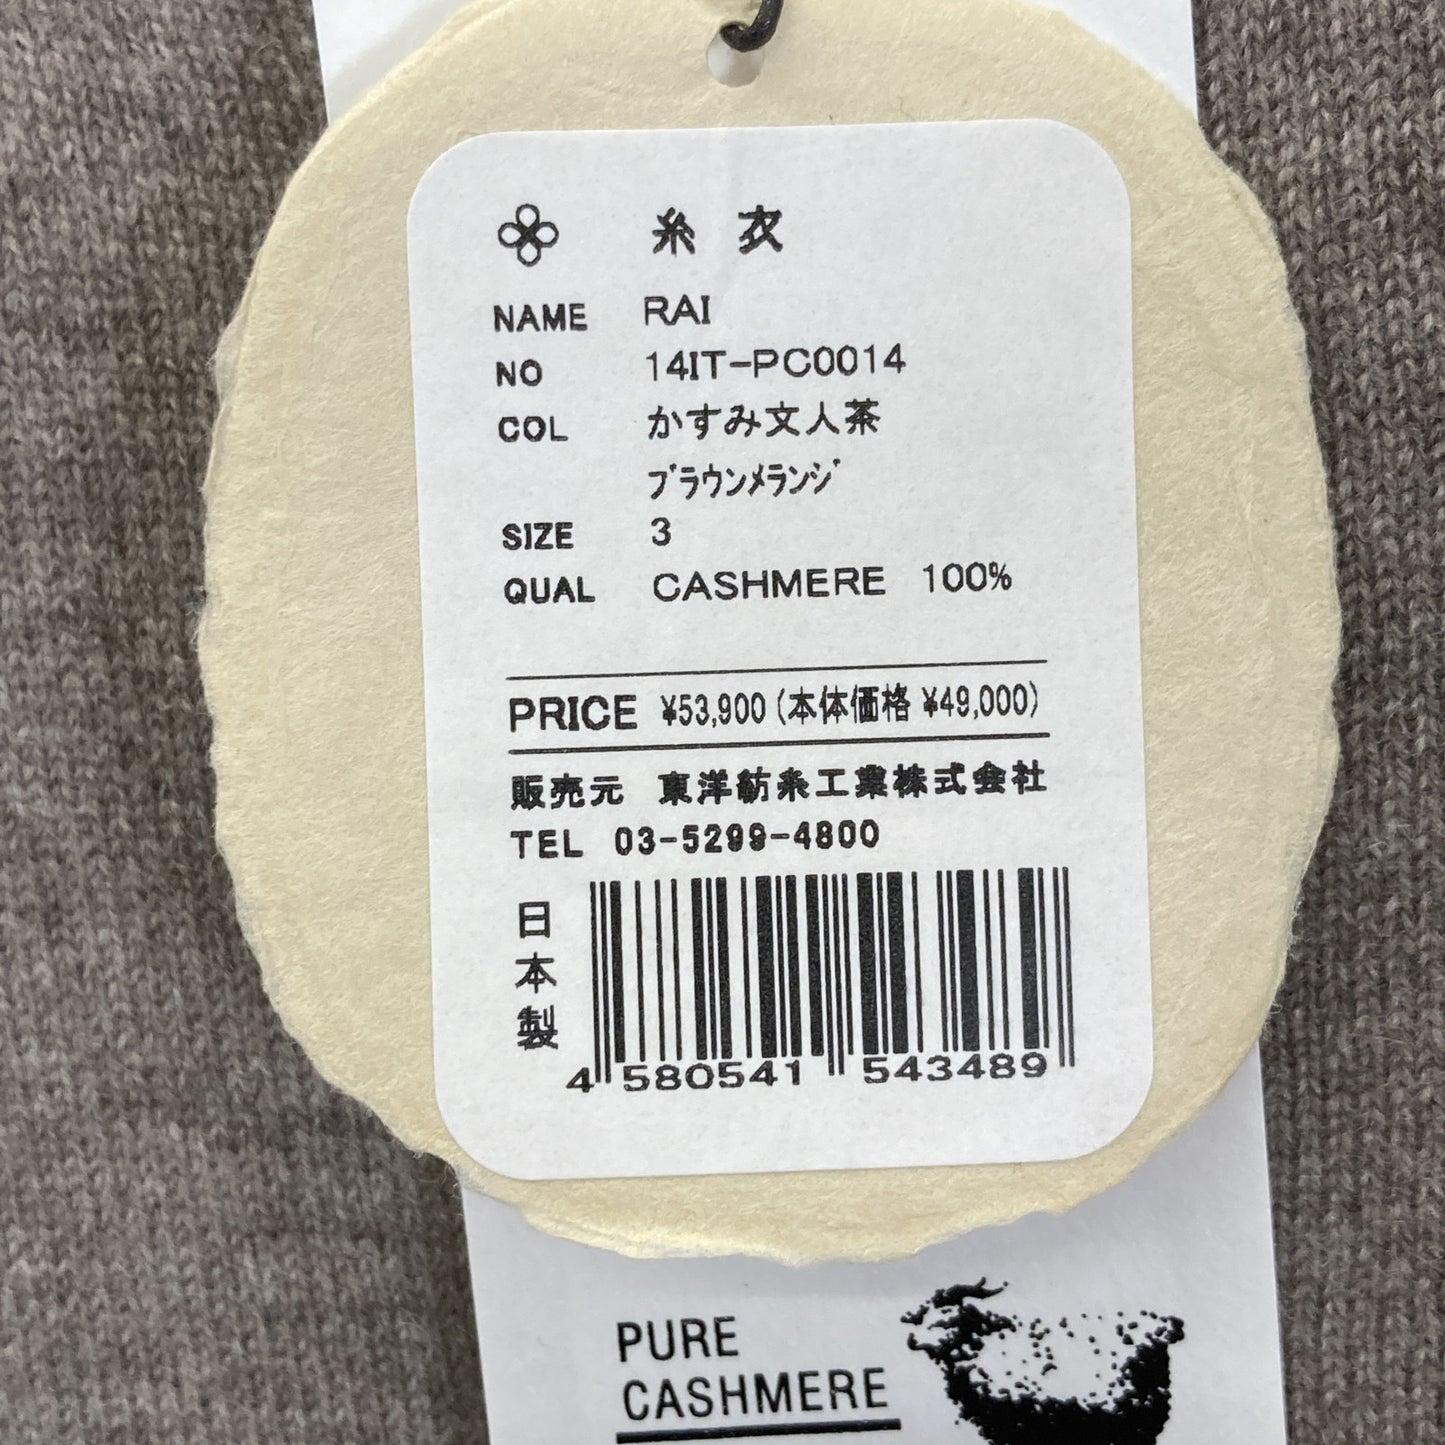 糸衣
NAME RAI
NO 14IT-PC0014
COL かすみ文人茶
ブラウンメランジ
SIZE 3
QUAL CASHMERE 100%
PRICE ¥53,900 (本体価格 ¥49,000)
販売元 東洋紡糸工業株式会社
TEL 03-5299-4800
日本製
4 580541 543489
PURE
CASHMERE